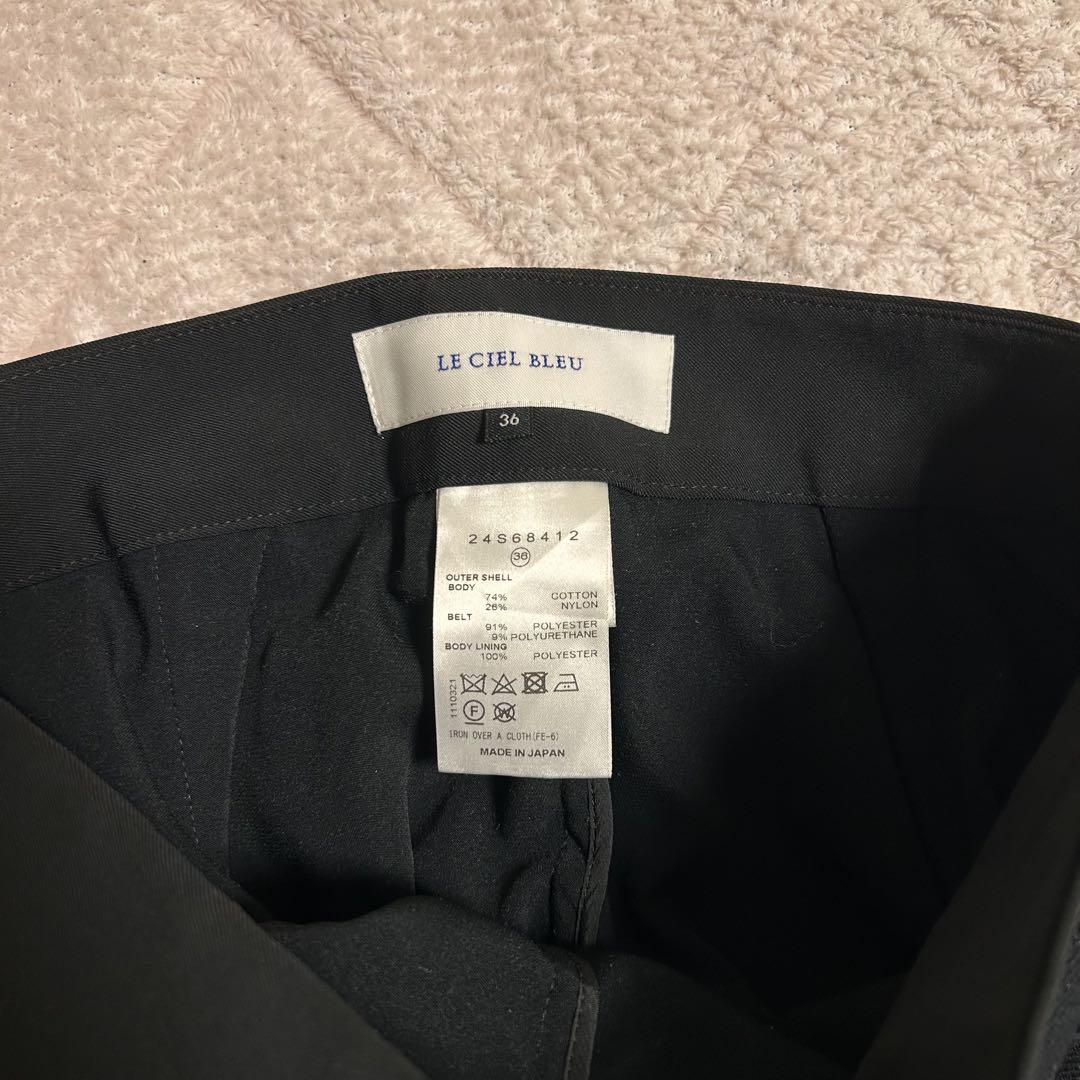 LE CIEL BLEU
36
24S68412
36
OUTER SHELL
BODY
74% COTTON
26% NYLON
BELT
91% POLYESTER
9% POLYURETHANE
BODY LINING
100% POLYESTER
1110321
F
W
IRON OVER A CLOTH(FE-6)
MADE IN JAPAN